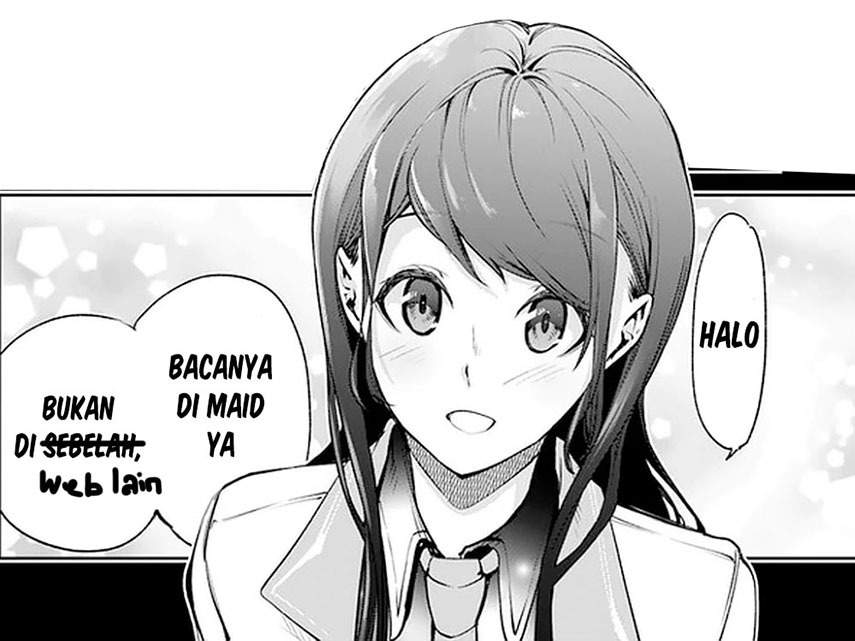 HALO
BACANYA
DI MAID
YA
BUKAN
DI SEBELAH,
web lain